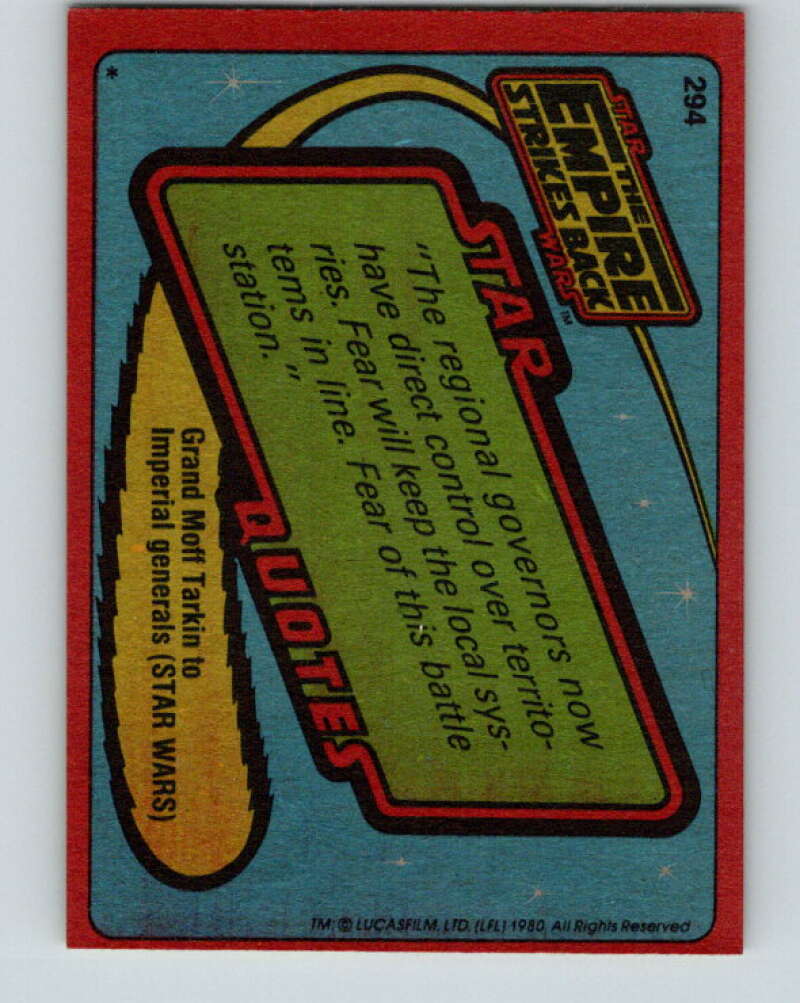 294
STAR
THE
EMPIRE
STRIKES BACK
WARS™
STAR
"The regional governors now
have direct control over territo-
ries. Fear will keep the local sys-
tems in line. Fear of this battle
station."
QUOTES
Grand Moff Tarkin to
Imperial generals (STAR WARS)
*
TM: © LUCASFILM, LTD. (LFL) 1980. All Rights Reserved